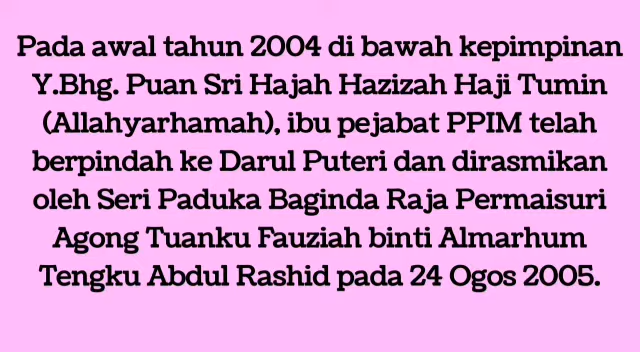 Pada awal tahun 2004 di bawah kepimpinan
Y.Bhg. Puan Sri Hajah Hazizah Haji Tumin
(Allahyarhamah), ibu pejabat PPIM telah
berpindah ke Darul Puteri dan dirasmikan
oleh Seri Paduka Baginda Raja Permaisuri
Agong Tuanku Fauziah binti Almarhum
Tengku Abdul Rashid pada 24 Ogos 2005.